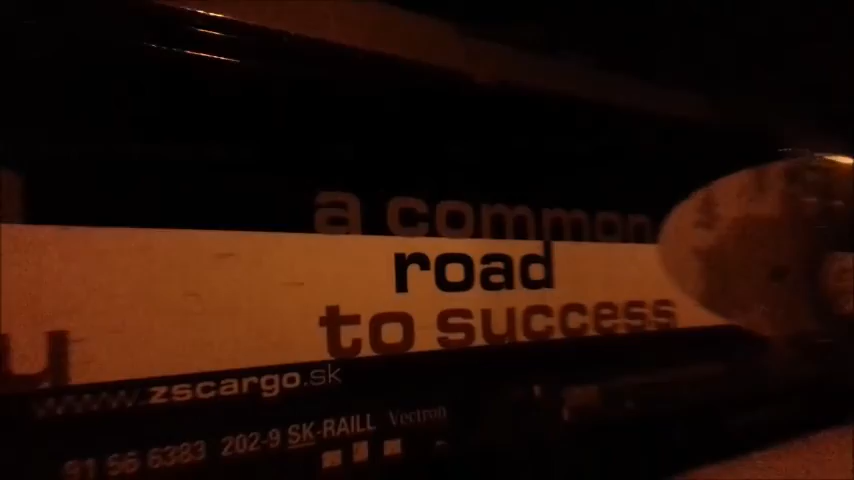 a common
road
to success
y
www.zscargo.sk
91 56 6383 202-9 SK-RAILL Vectron